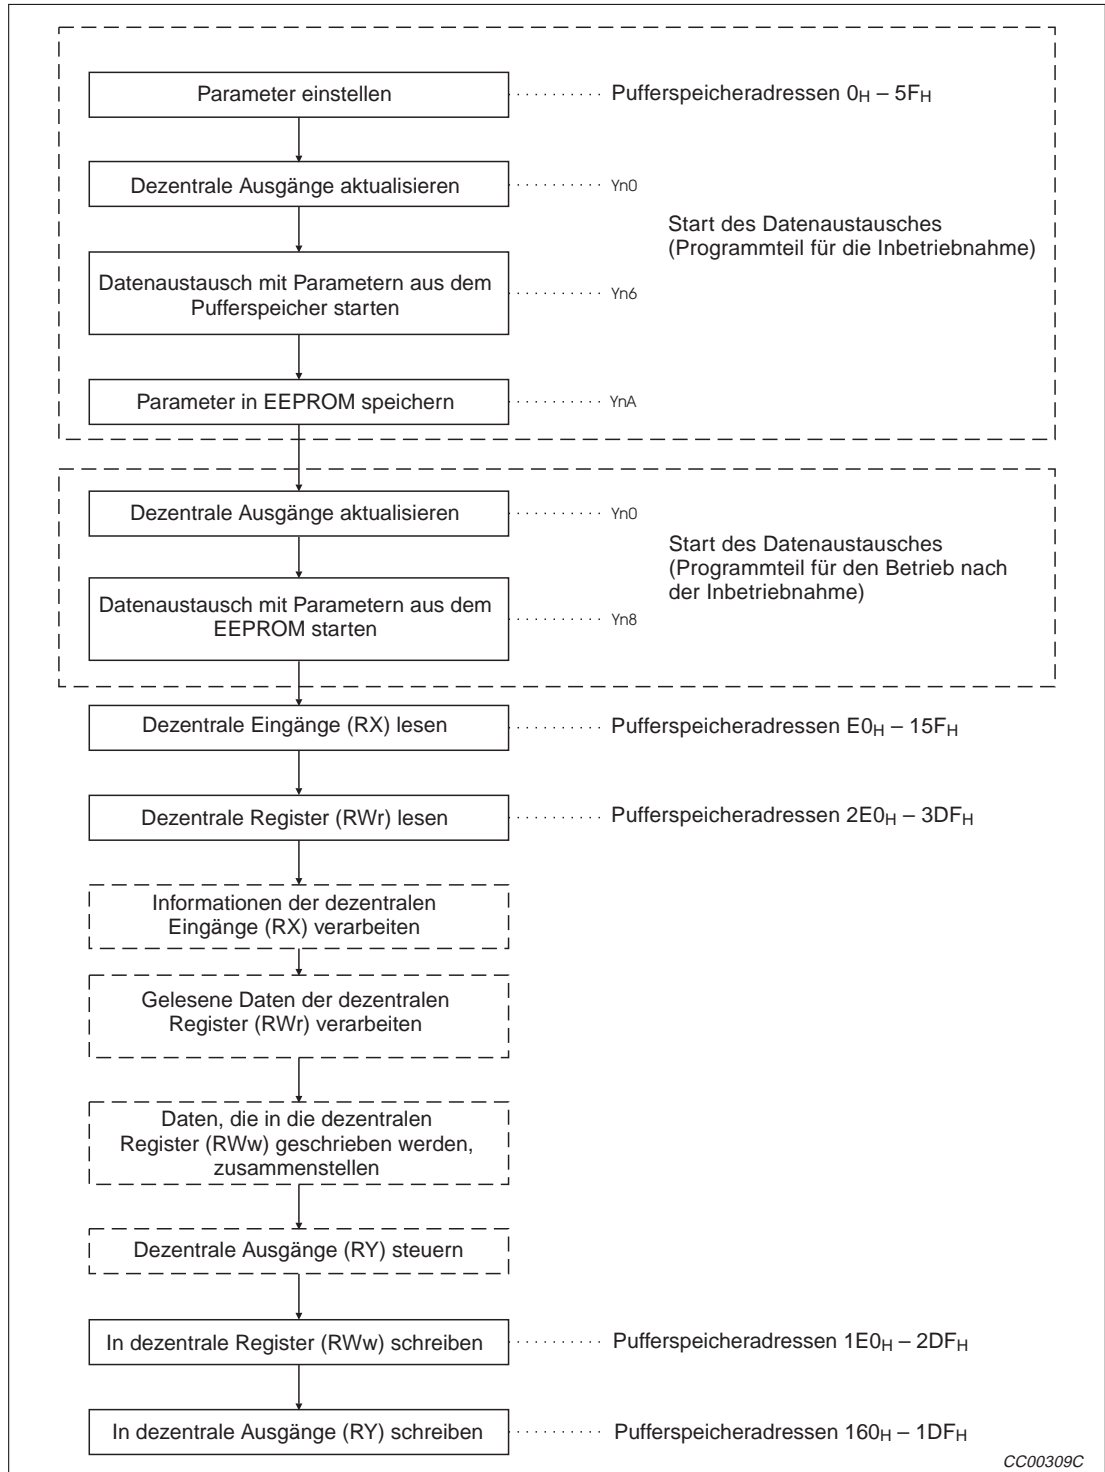 Parameter einstellen
Pufferspeicheradressen 0H – 5FH
Dezentrale Ausgänge aktualisieren
Yn0
Start des Datenaustausches
(Programmteil für die Inbetriebnahme)
Datenaustausch mit Parametern aus dem
Pufferspeicher starten
Yn6
Parameter in EEPROM speichern
YnA
Dezentrale Ausgänge aktualisieren
Yn0
Start des Datenaustausches
(Programmteil für den Betrieb nach
der Inbetriebnahme)
Datenaustausch mit Parametern aus dem
EEPROM starten
Yn8
Dezentrale Eingänge (RX) lesen
Pufferspeicheradressen E0H – 15FH
Dezentrale Register (RWr) lesen
Pufferspeicheradressen 2E0H – 3DFH
Informationen der dezentralen
Eingänge (RX) verarbeiten
Gelesene Daten der dezentralen
Register (RWr) verarbeiten
Daten, die in die dezentralen
Register (RWw) geschrieben werden,
zusammenstellen
Dezentrale Ausgänge (RY) steuern
In dezentrale Register (RWw) schreiben
Pufferspeicheradressen 1E0H – 2DFH
In dezentrale Ausgänge (RY) schreiben
Pufferspeicheradressen 160H – 1DFH
CC00309C